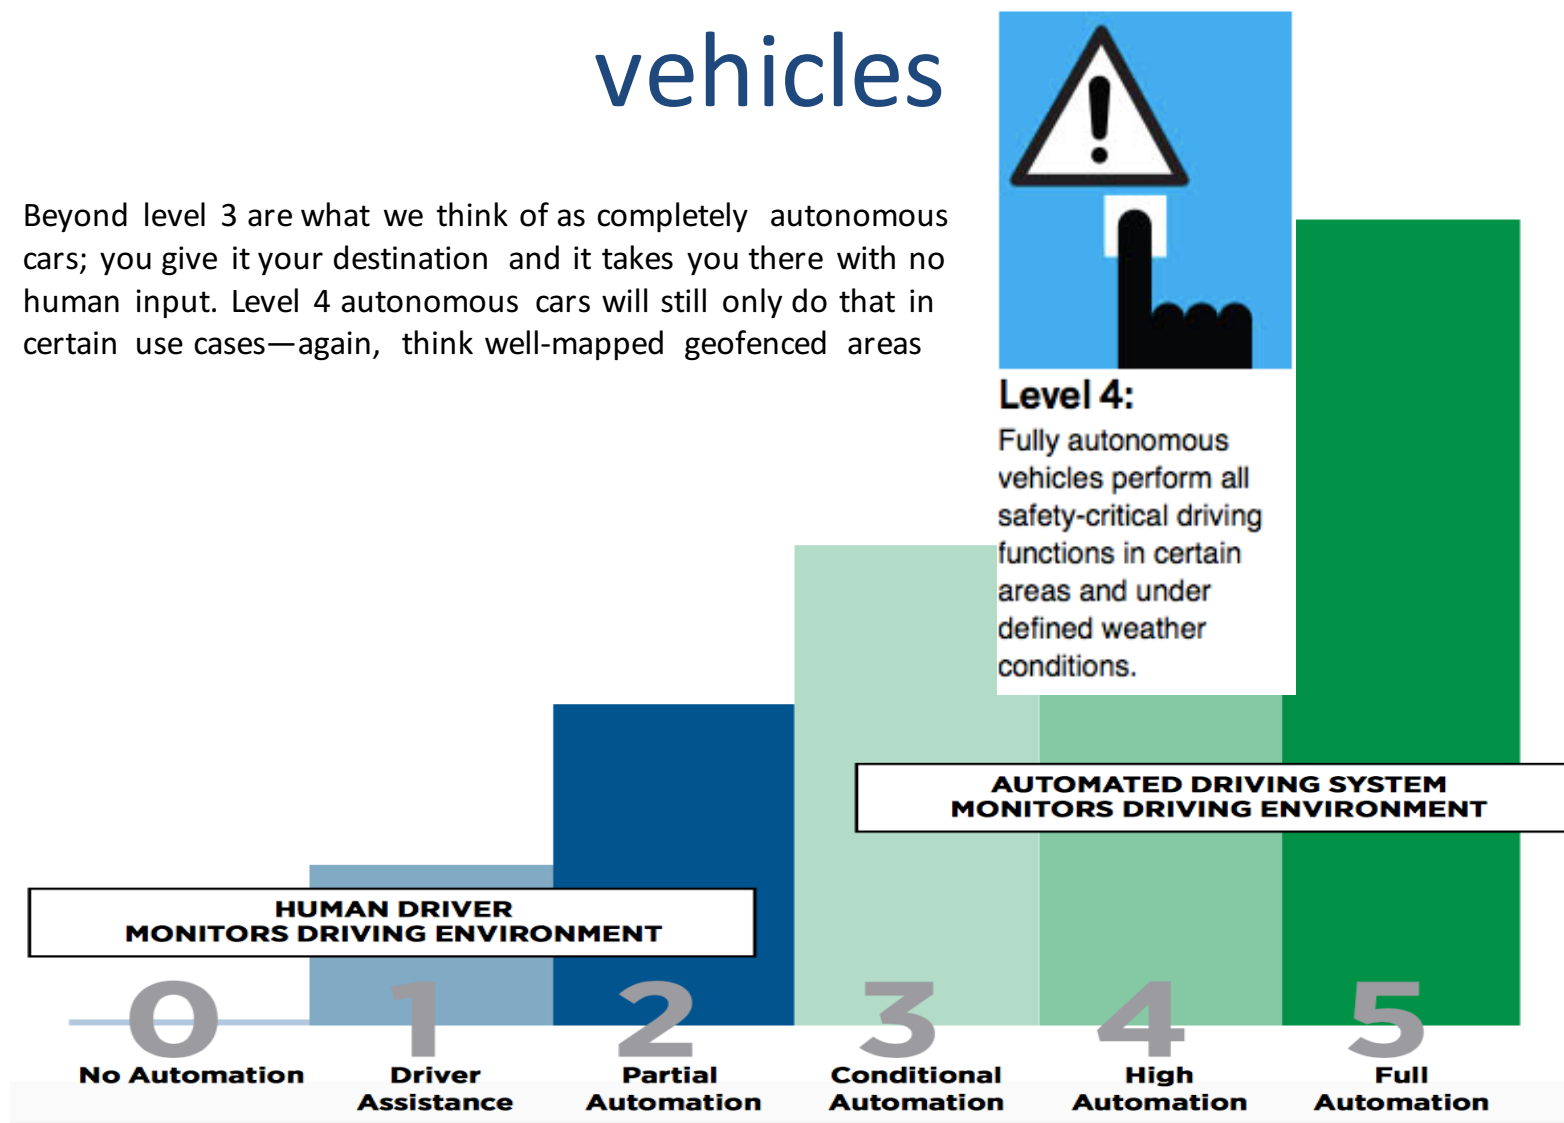 vehicles
Beyond level 3 are what we think of as completely autonomous
cars; you give it your destination and it takes you there with no
human input. Level 4 autonomous cars will still only do that in
certain use cases—again, think well-mapped geofenced areas
Level 4:
Fully autonomous
vehicles perform all
safety-critical driving
functions in certain
areas and under
defined weather
conditions.
AUTOMATED DRIVING SYSTEM
MONITORS DRIVING ENVIRONMENT
HUMAN DRIVER
MONITORS DRIVING ENVIRONMENT
0
No Automation
1
Driver
Assistance
2
Partial
Automation
3
Conditional
Automation
4
High
Automation
5
Full
Automation